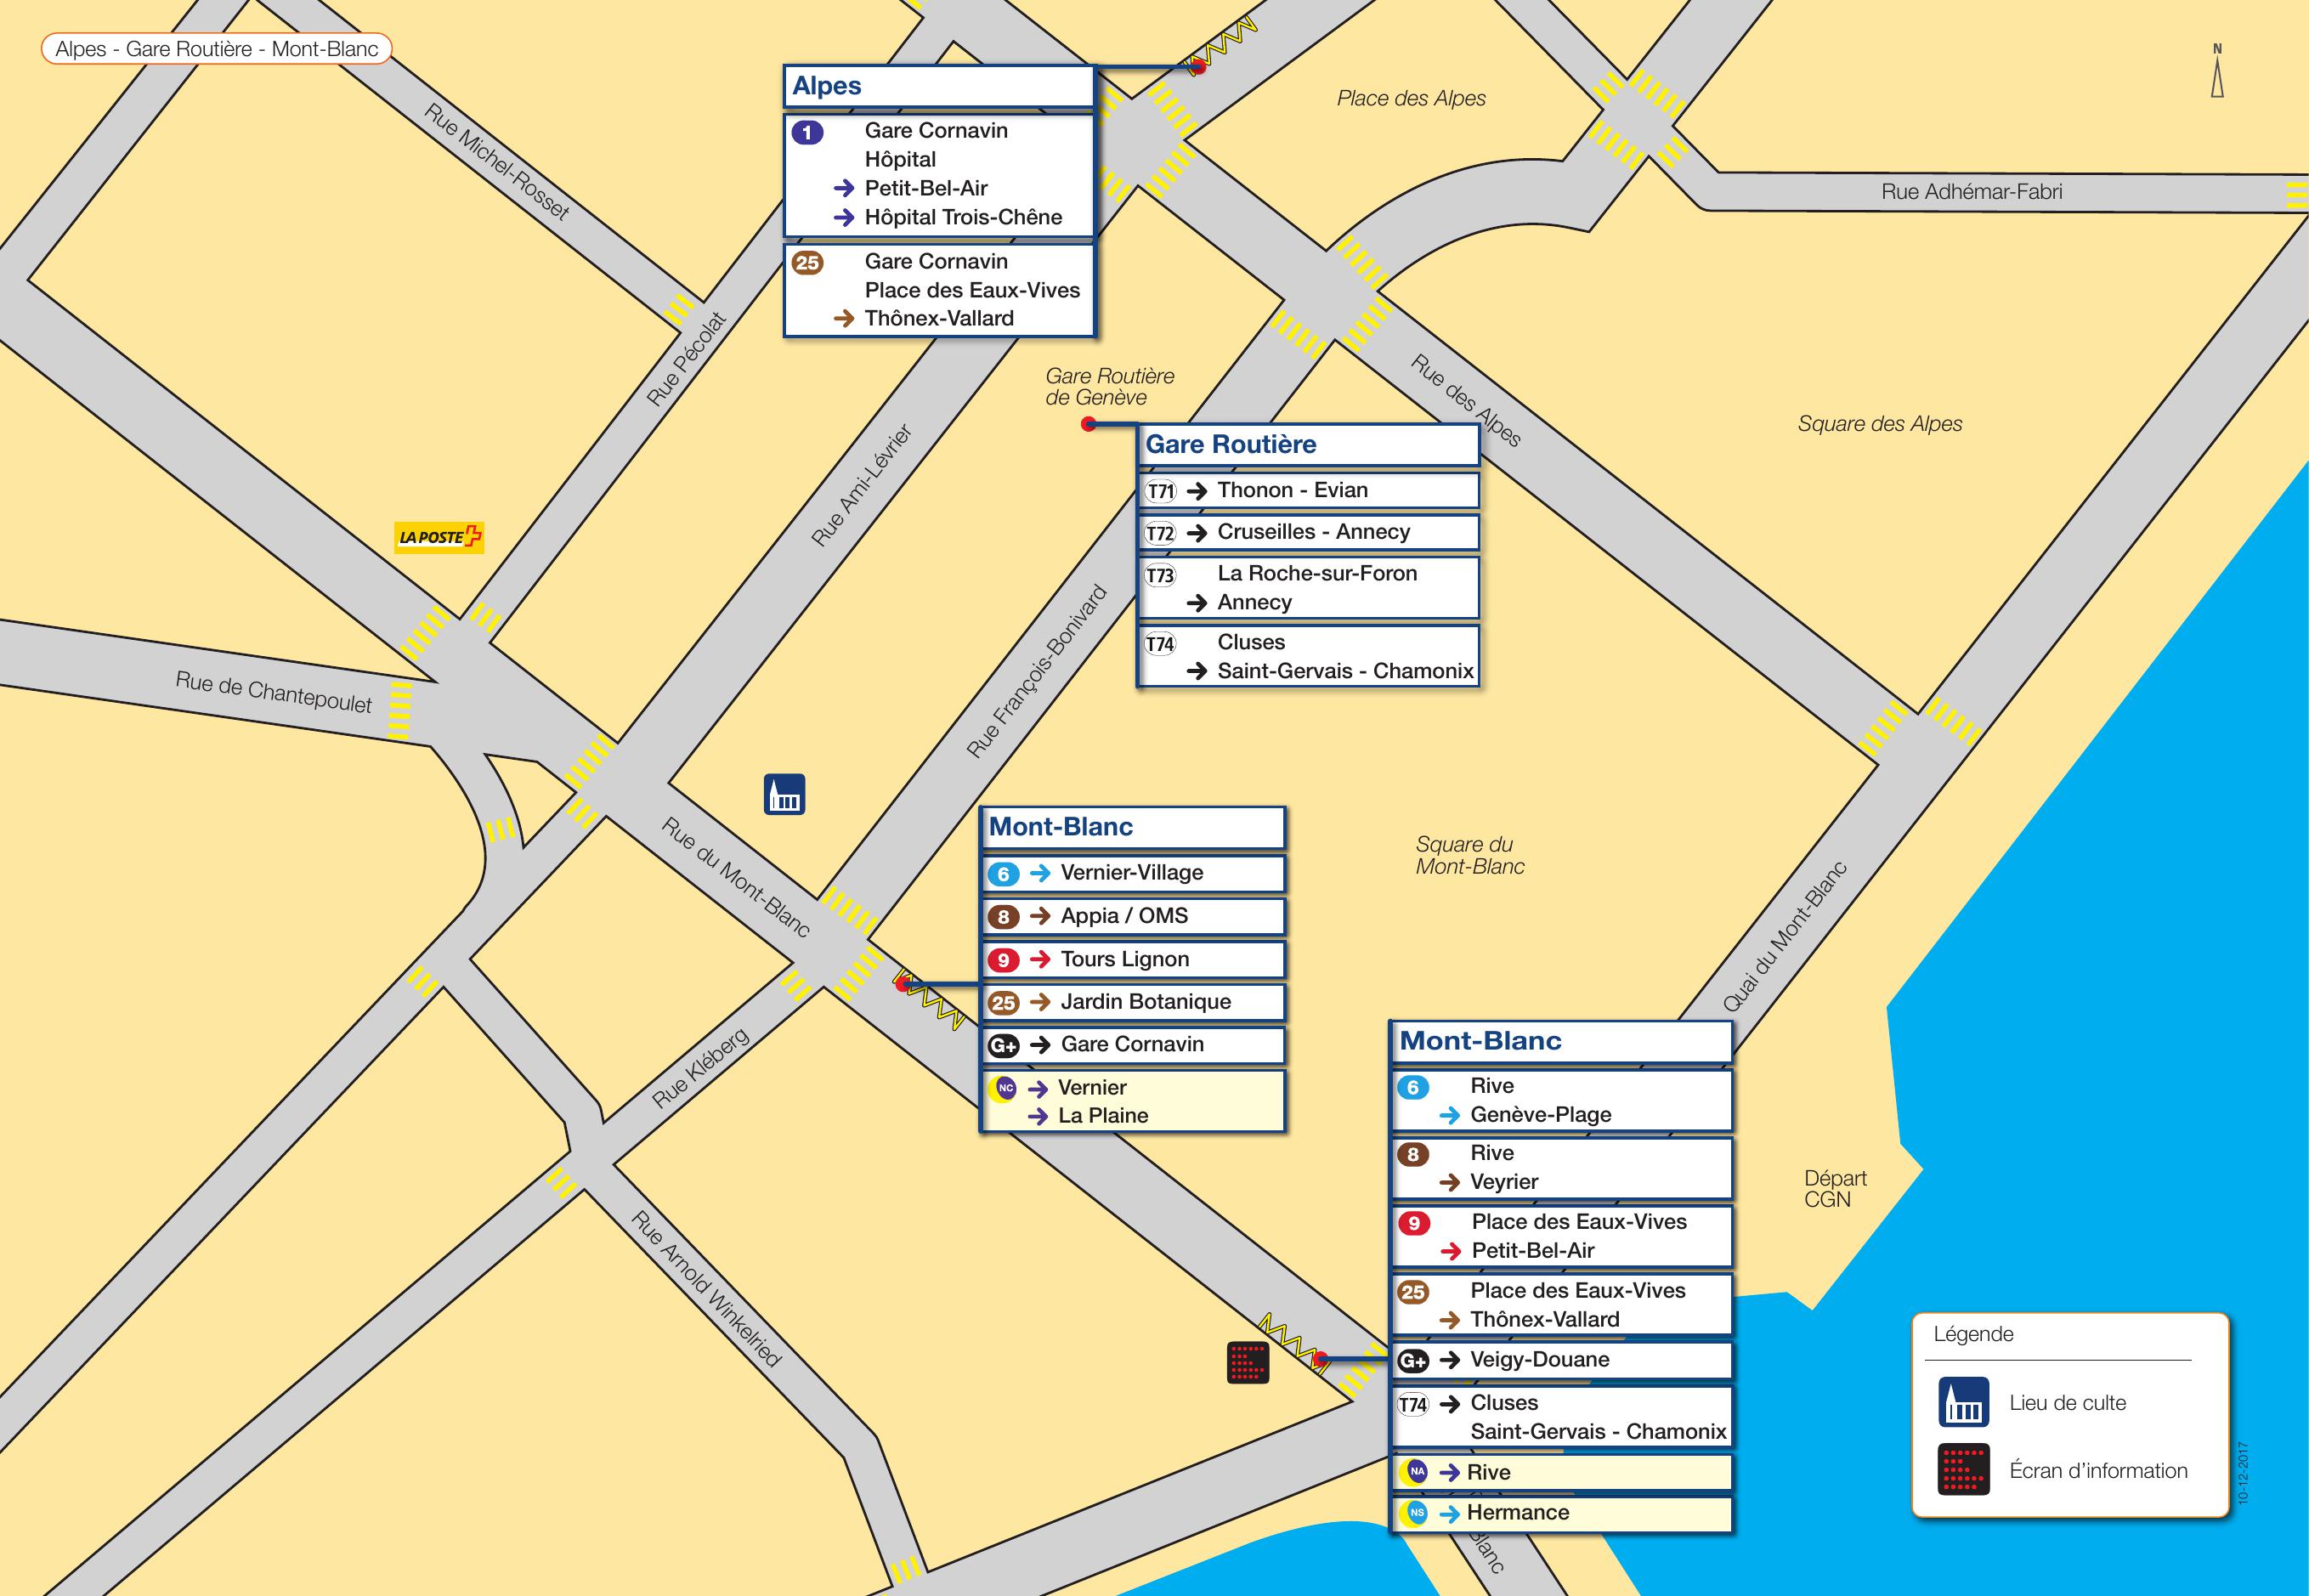 Alpes - Gare Routière - Mont-Blanc
N
Rue Michel-Rosset
Place des Alpes
Rue Adhémar-Fabri
Alpes
1 Gare Cornavin
Hôpital
→ Petit-Bel-Air
→ Hôpital Trois-Chêne
25 Gare Cornavin
Place des Eaux-Vives
→ Thônex-Vallard
Rue Pécolat
Gare Routière
de Genève
Rue des Alpes
Square des Alpes
Rue Ami-Lévrier
Gare Routière
T71 → Thonon - Evian
T72 → Cruseilles - Annecy
T73 La Roche-sur-Foron
→ Annecy
T74 Cluses
→ Saint-Gervais - Chamonix
LA POSTE
Rue de Chantepoulet
Rue François-Bonivard
Rue du Mont-Blanc
Square du
Mont-Blanc
Quai du Mont-Blanc
Mont-Blanc
6 → Vernier-Village
8 → Appia / OMS
9 → Tours Lignon
25 → Jardin Botanique
G+ → Gare Cornavin
NC → Vernier
→ La Plaine
Rue Kléberg
Rue Arnold Winkelried
Mont-Blanc
6 Rive
→ Genève-Plage
8 Rive
→ Veyrier
9 Place des Eaux-Vives
→ Petit-Bel-Air
25 Place des Eaux-Vives
→ Thônex-Vallard
G+ → Veigy-Douane
T74 → Cluses
Saint-Gervais - Chamonix
NA → Rive
NS → Hermance
Blanc
Départ
CGN
Légende
Lieu de culte
Écran d'information
10-12-2017